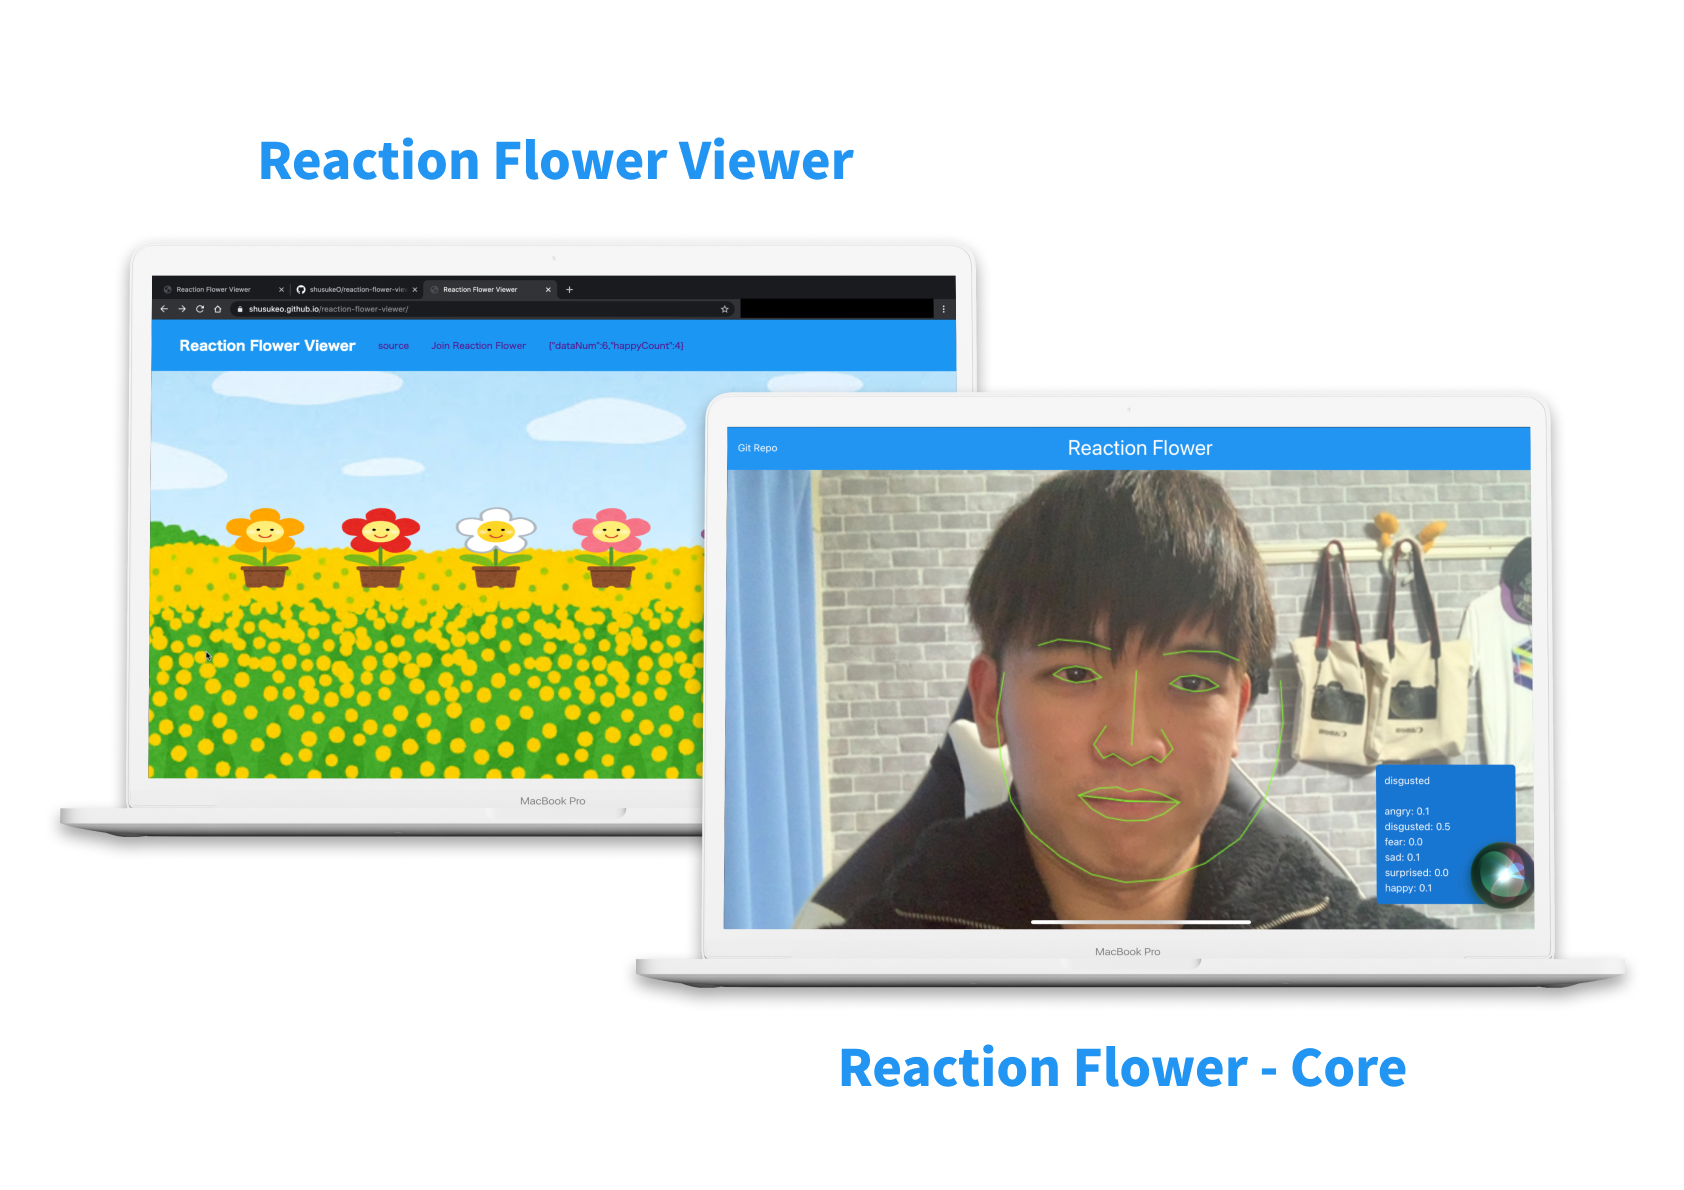 Reaction Flower Viewer
Reaction Flower Viewer
shusukeO/reaction-flower-vie
Reaction Flower Viewer
shusukeo.github.io/reaction-flower-viewer/
Reaction Flower Viewer source Join Reaction Flower {"dataNum":6,"happyCount":4}
MacBook Pro
Git Repo
Reaction Flower
disgusted
angry: 0.1
disgusted: 0.5
fear: 0.0
sad: 0.1
surprised: 0.0
happy: 0.1
MacBook Pro
Reaction Flower - Core